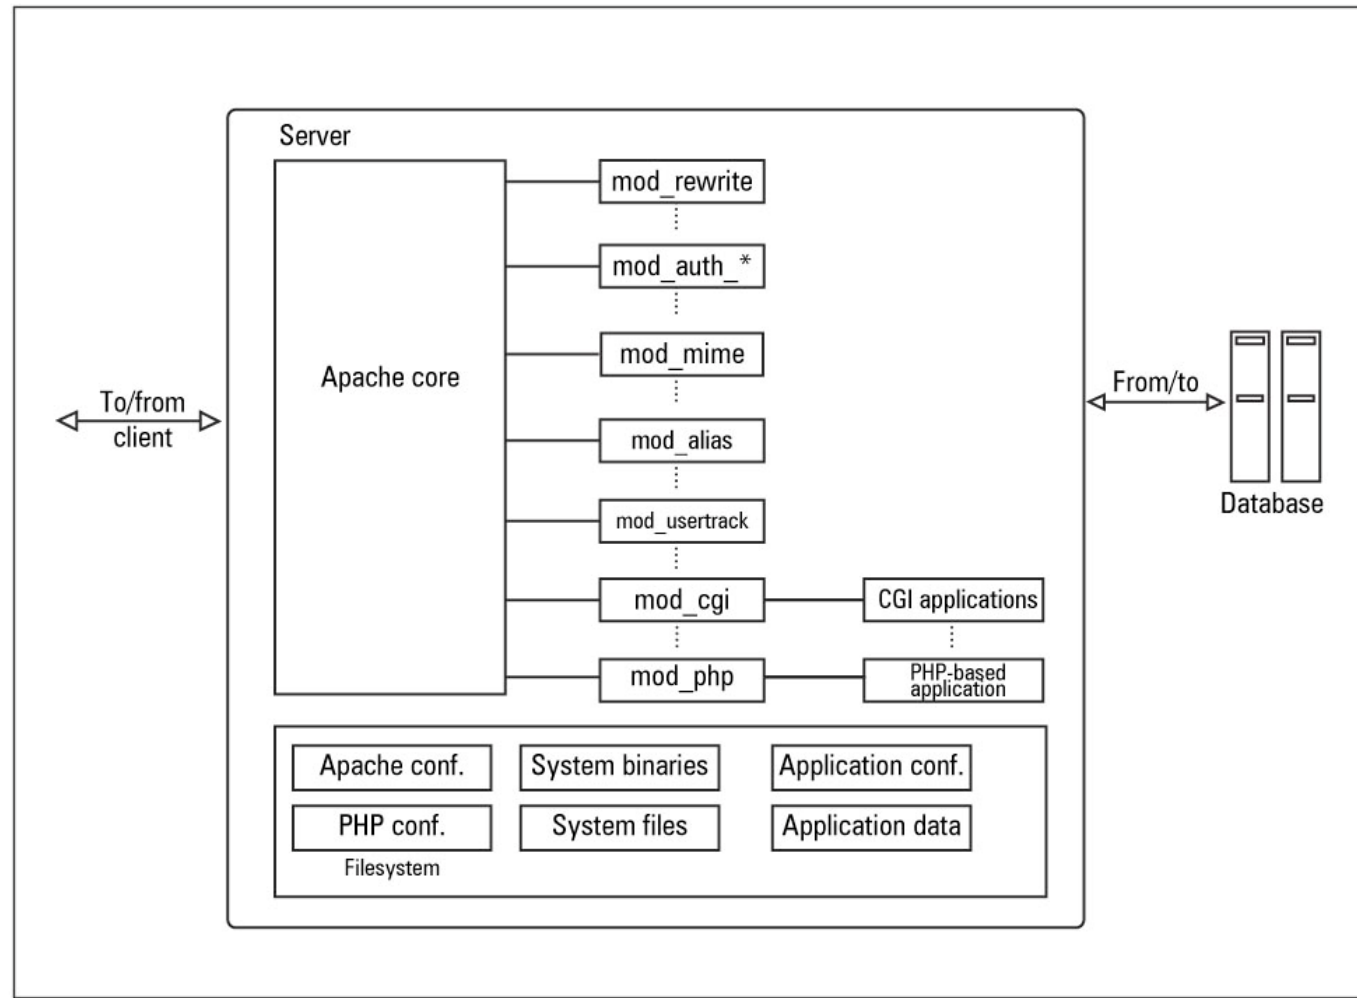 Server
Apache core
mod_rewrite
mod_auth_*
mod_mime
mod_alias
mod_usertrack
mod_cgi
mod_php
CGI applications
PHP-based
application
To/from
client
From/to
Database
Apache conf.
System binaries
Application conf.
PHP conf.
System files
Application data
Filesystem